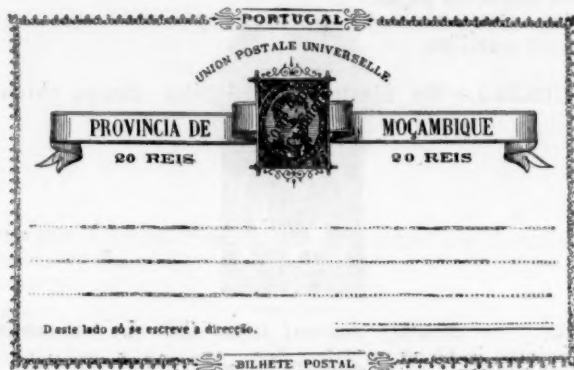 PORTUGAL
UNION POSTALE UNIVERSELLE
PROVINCIA DE MOÇAMBIQUE
20 REIS 20 REIS
D'este lado só se escreve a direcção.
BILHETE POSTAL